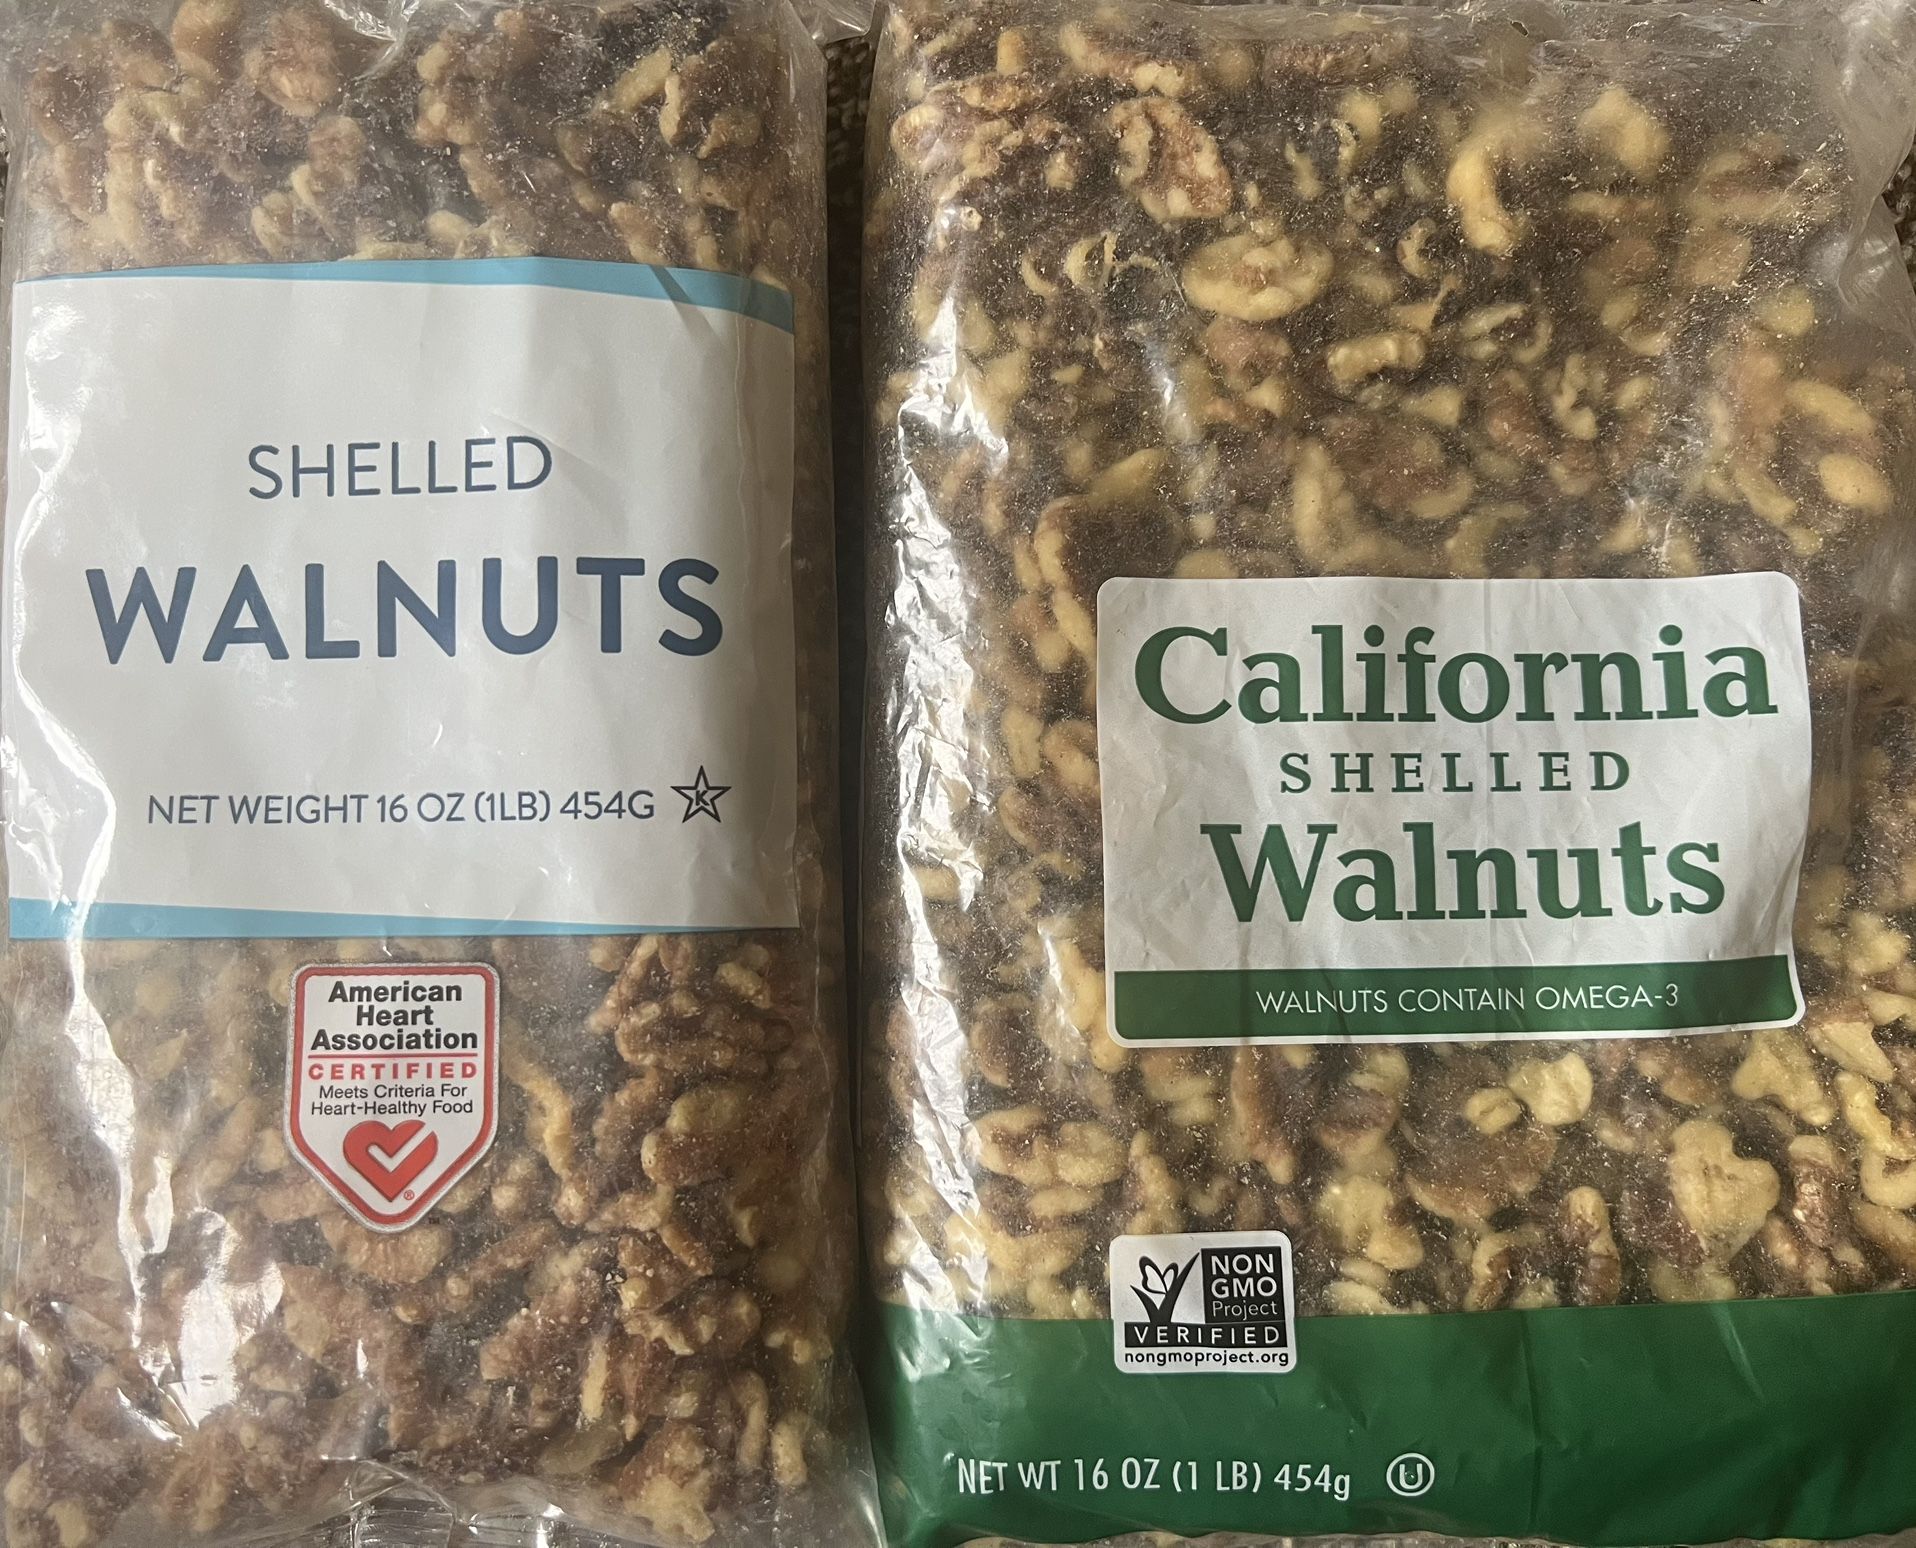 SHELLED
WALNUTS
NET WEIGHT 16 OZ (1LB) 454G K
American
Heart
Association
CERTIFIED
Meets Criteria For
Heart-Healthy Food
®
TM
California
SHELLED
Walnuts
WALNUTS CONTAIN OMEGA-3
NON
GMO
Project
VERIFIED
nongmoproject.org
NET WT 16 OZ (1 LB) 454g U